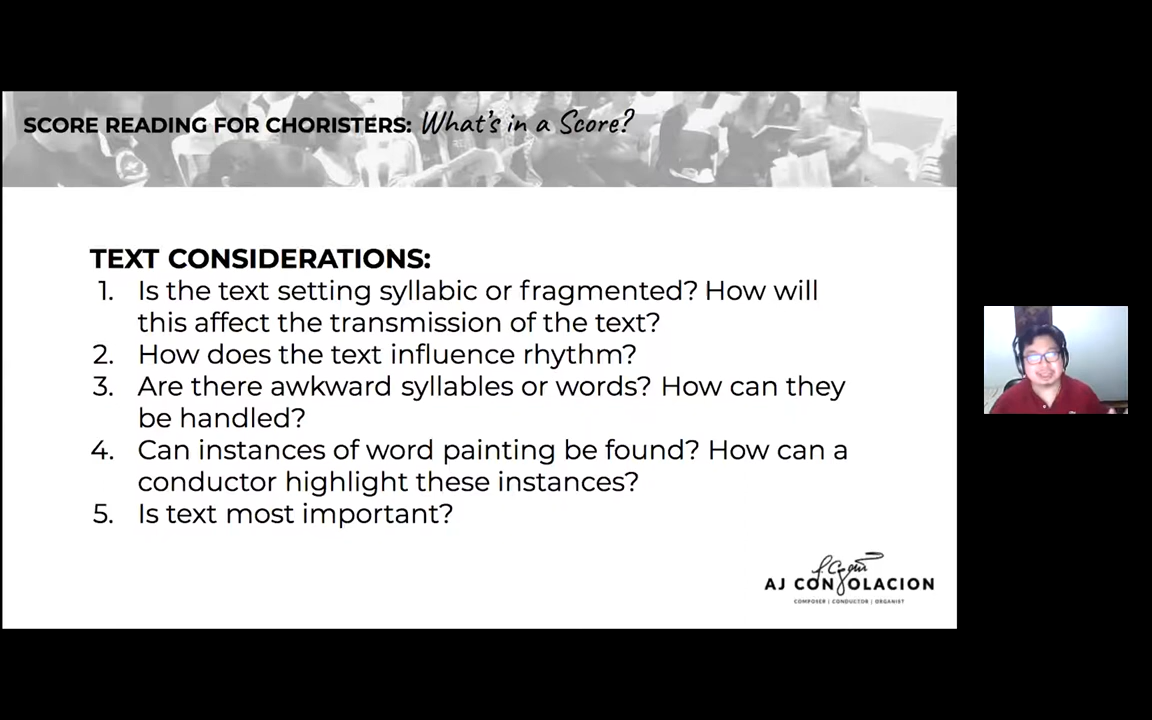 SCORE READING FOR CHORISTERS: What's in a Score?
TEXT CONSIDERATIONS:
1. Is the text setting syllabic or fragmented? How will
this affect the transmission of the text?
2. How does the text influence rhythm?
3. Are there awkward syllables or words? How can they
be handled?
4. Can instances of word painting be found? How can a
conductor highlight these instances?
5. Is text most important?
AJ CONSOLACION
COMPOSER | CONDUCTOR | ORGANIST